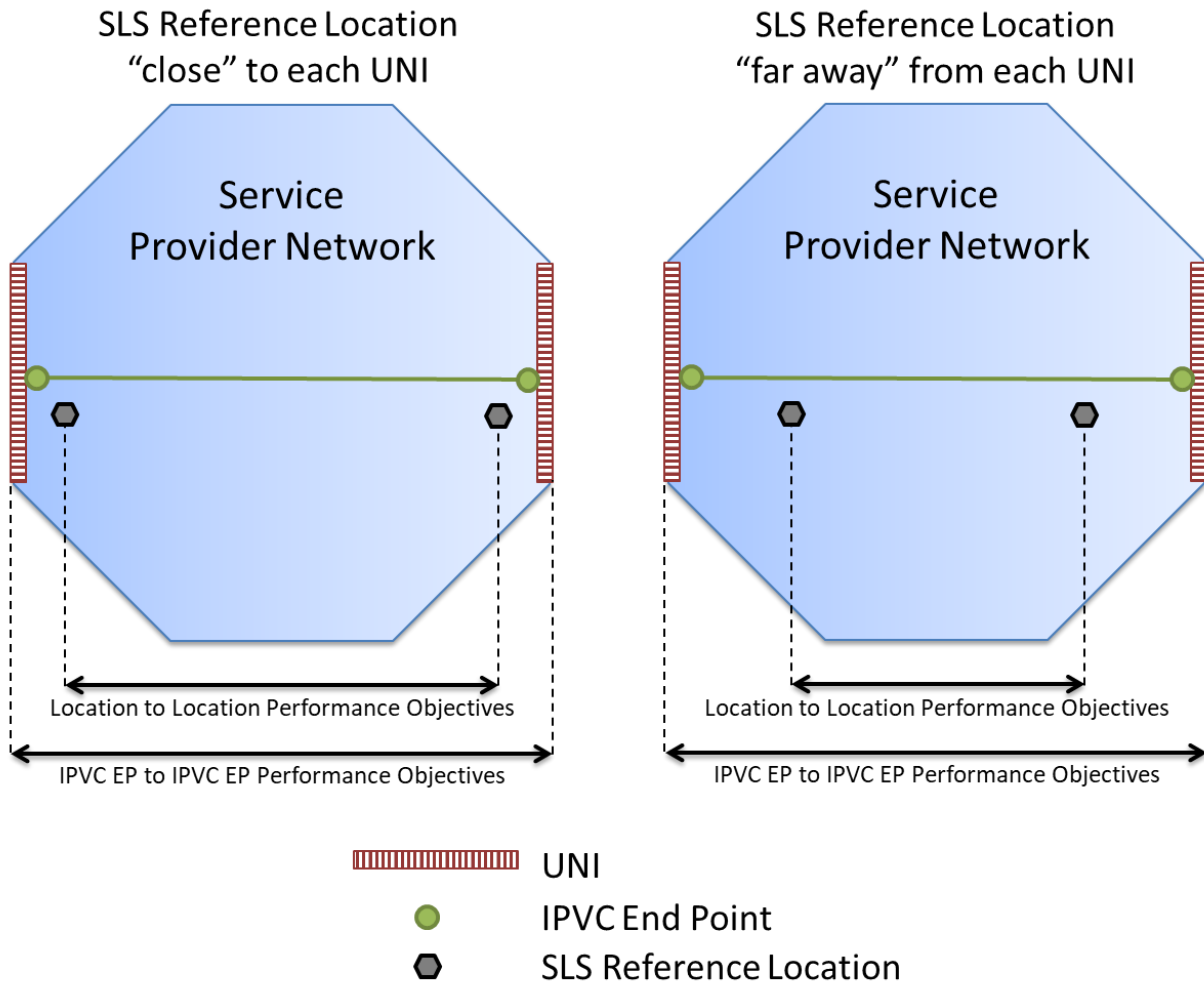 SLS Reference Location
“close” to each UNI
Service
Provider Network
Location to Location Performance Objectives
IPVC EP to IPVC EP Performance Objectives
SLS Reference Location
“far away” from each UNI
Service
Provider Network
Location to Location Performance Objectives
IPVC EP to IPVC EP Performance Objectives
UNI
IPVC End Point
SLS Reference Location